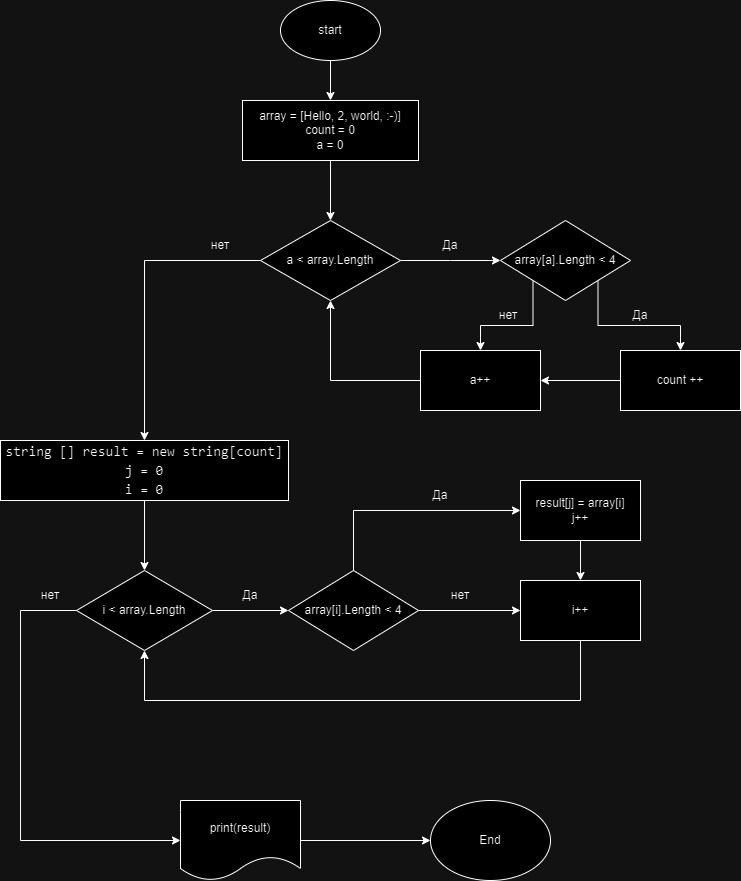 start
array = [Hello, 2, world, :-)]
count = 0
a = 0
нет
a < array.Length
Да
array[a].Length < 4
нет
Да
a++
count ++
string [] result = new string[count]
j = 0
i = 0
Да
result[j] = array[i]
j++
нет
i < array.Length
Да
array[i].Length < 4
нет
i++
print(result)
End